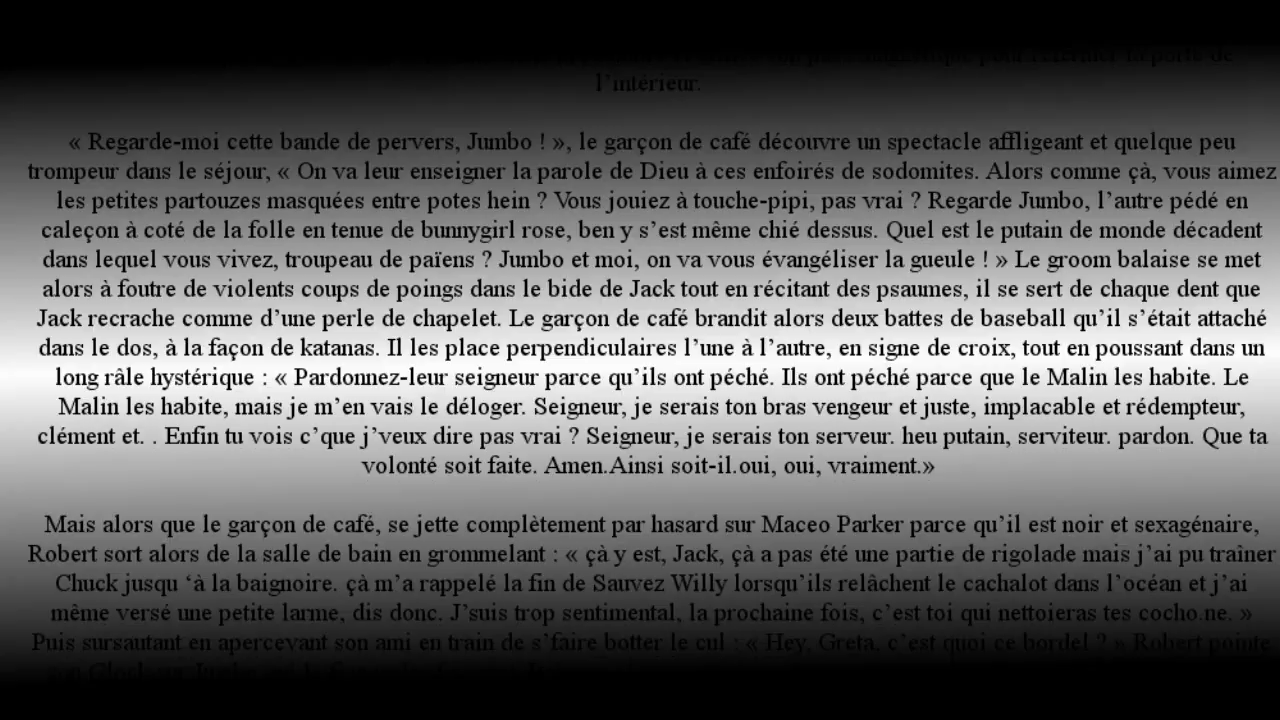 pour refermer la porte de
l’intérieur.
« Regarde-moi cette bande de pervers, Jumbo ! », le garçon de café découvre un spectacle affligeant et quelque peu
trompeur dans le séjour, « On va leur enseigner la parole de Dieu à ces enfoirés de sodomites. Alors comme çà, vous aimez
les petites partouzes masquées entre potes hein ? Vous jouiez à touche-pipi, pas vrai ? Regarde Jumbo, l’autre pédé en
caleçon à coté de la folle en tenue de bunnygirl rose, ben y s’est même chié dessus. Quel est le putain de monde décadent
dans lequel vous vivez, troupeau de païens ? Jumbo et moi, on va vous évangéliser la gueule ! » Le groom balaise se met
alors à foutre de violents coups de poings dans le bide de Jack tout en récitant des psaumes, il se sert de chaque dent que
Jack recrache comme d’une perle de chapelet. Le garçon de café brandit alors deux battes de baseball qu’il s’était attaché
dans le dos, à la façon de katanas. Il les place perpendiculaires l’une à l’autre, en signe de croix, tout en poussant dans un
long râle hystérique : « Pardonnez-leur seigneur parce qu’ils ont péché. Ils ont péché parce que le Malin les habite. Le
Malin les habite, mais je m’en vais le déloger. Seigneur, je serais ton bras vengeur et juste, implacable et rédempteur,
clément et. . Enfin tu vois c’que j’veux dire pas vrai ? Seigneur, je serais ton serveur. heu putain, serviteur. pardon. Que ta
volonté soit faite. Amen.Ainsi soit-il.oui, oui, vraiment.»
Mais alors que le garçon de café, se jette complètement par hasard sur Maceo Parker parce qu’il est noir et sexagénaire,
Robert sort alors de la salle de bain en grommelant : « çà y est, Jack, çà a pas été une partie de rigolade mais j’ai pu traîner
Chuck jusqu ‘à la baignoire. çà m’a rappelé la fin de Sauvez Willy lorsqu’ils relâchent le cachalot dans l’océan et j’ai
même versé une petite larme, dis donc. J’suis trop sentimental, la prochaine fois, c’est toi qui nettoieras tes cocho.ne. »
Puis sursautant en apercevant son ami en train de s’faire botter le cul : « Hey, Greta, c’est quoi ce bordel ? » Robert pointe